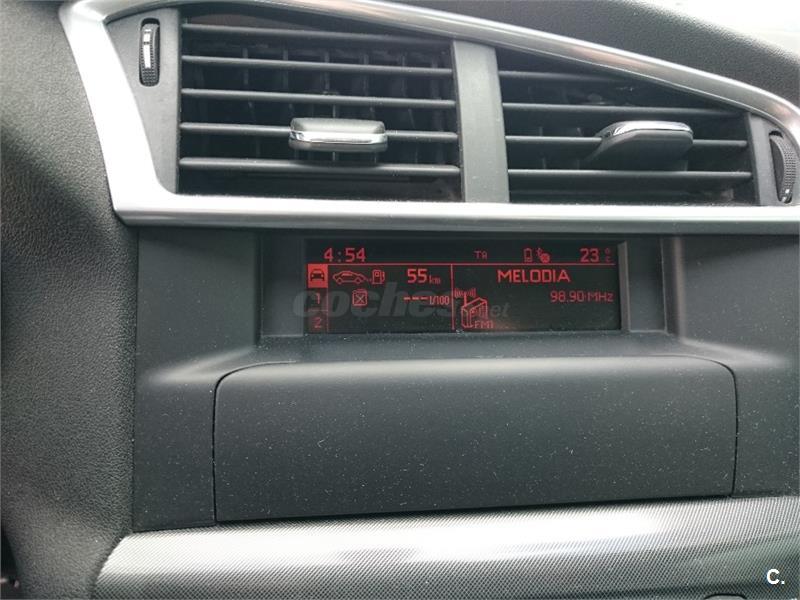 4:54 TA 23 °C
55 km MELODIA
1 ---- l/100 98.90 MHz
2 FM1
coches.net
C.